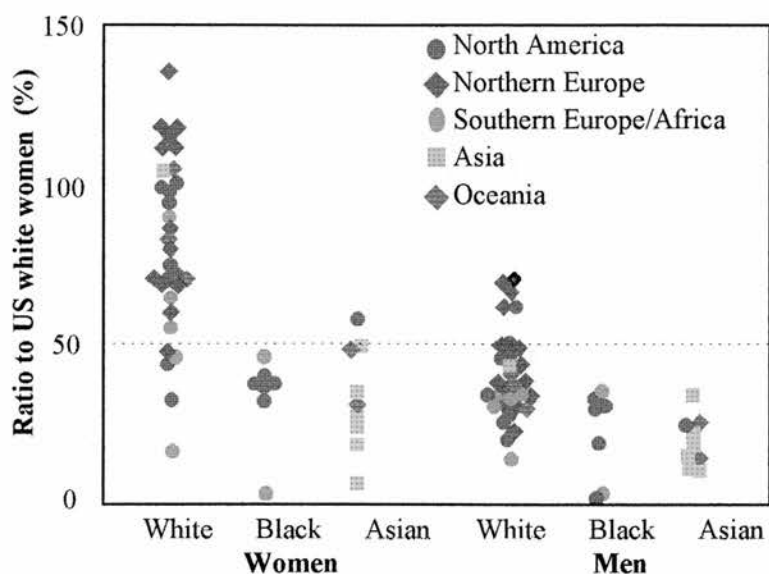 Ratio to US white women (%)
150
100
50
0
North America
Northern Europe
Southern Europe/Africa
Asia
Oceania
White Black Asian White Black Asian
Women Men